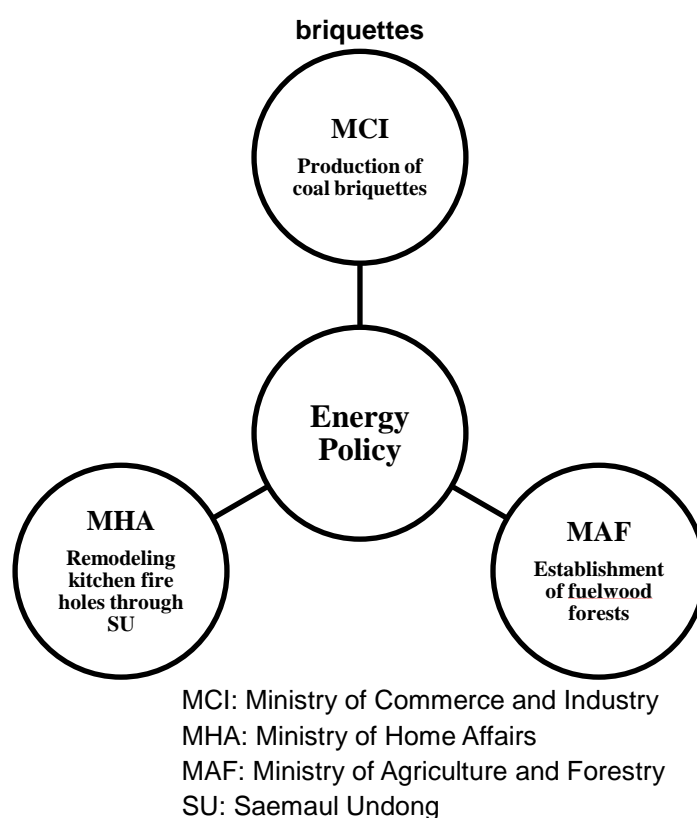 briquettes
MCI
Production of
coal briquettes
Energy
Policy
MHA
Remodeling
kitchen fire
holes through
SU
MAF
Establishment
of fuelwood
forests
MCI: Ministry of Commerce and Industry
MHA: Ministry of Home Affairs
MAF: Ministry of Agriculture and Forestry
SU: Saemaul Undong